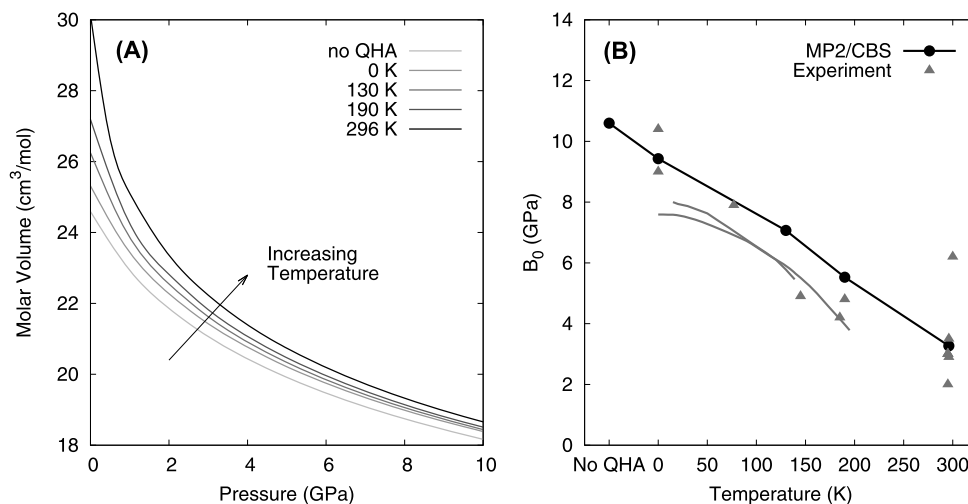 (A)
no QHA
0 K
130 K
190 K
296 K
Increasing
Temperature
Molar Volume (cm³/mol)
30
28
26
24
22
20
18
0 2 4 6 8 10
Pressure (GPa)
(B)
MP2/CBS
Experiment
B₀ (GPa)
14
12
10
8
6
4
2
0
No QHA 0 50 100 150 200 250 300
Temperature (K)